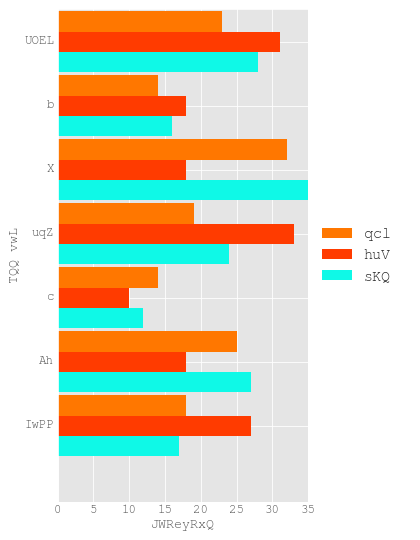 UOEL
b
X
uqZ
c
Ah
IwPP
TQQ vwL
0 5 10 15 20 25 30 35
JWReyRxQ
qcl
huV
sKQ